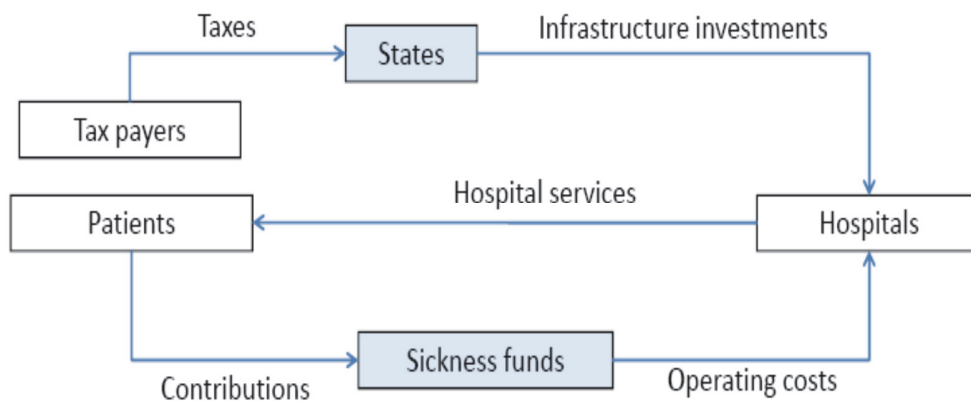 Taxes
States
Infrastructure investments
Tax payers
Hospital services
Patients
Hospitals
Sickness funds
Contributions
Operating costs